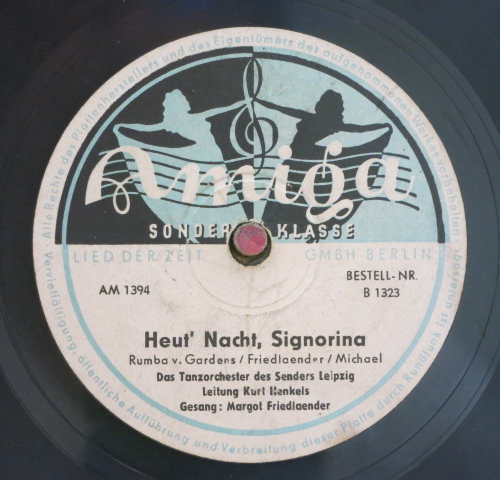 Alle Rechte des Plattenherstellers und des Eigentümers des aufgenommenen Werkes vorbehalten
Amiga
SONDER KLASSE
LIED DER ZEIT GMBH BERLIN
AM 1394
BESTELL-NR.
B 1323
Heut' Nacht, Signorina
Rumba v. Gardens / Friedlaender / Michael
Das Tanzorchester des Senders Leipzig
Leitung Kurt Henkels
Gesang: Margot Friedlaender
Vervielfältigung, öffentliche Aufführung und Verbreitung dieser Platte durch Rundfunk ist untersagt